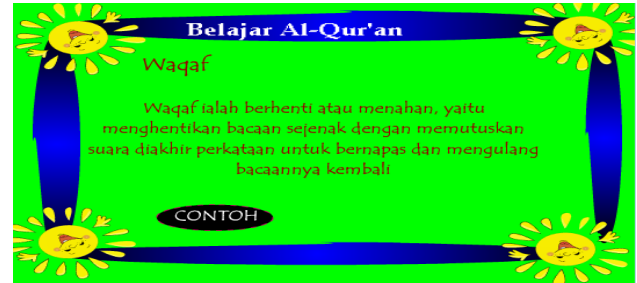 Belajar Al-Qur'an
Waqaf
Waqaf ialah berhenti atau menahan, yaitu
menghentikan bacaan sejenak dengan memutuskan
suara diakhir perkataan untuk bernapas dan mengulang
bacaannya kembali
CONTOH